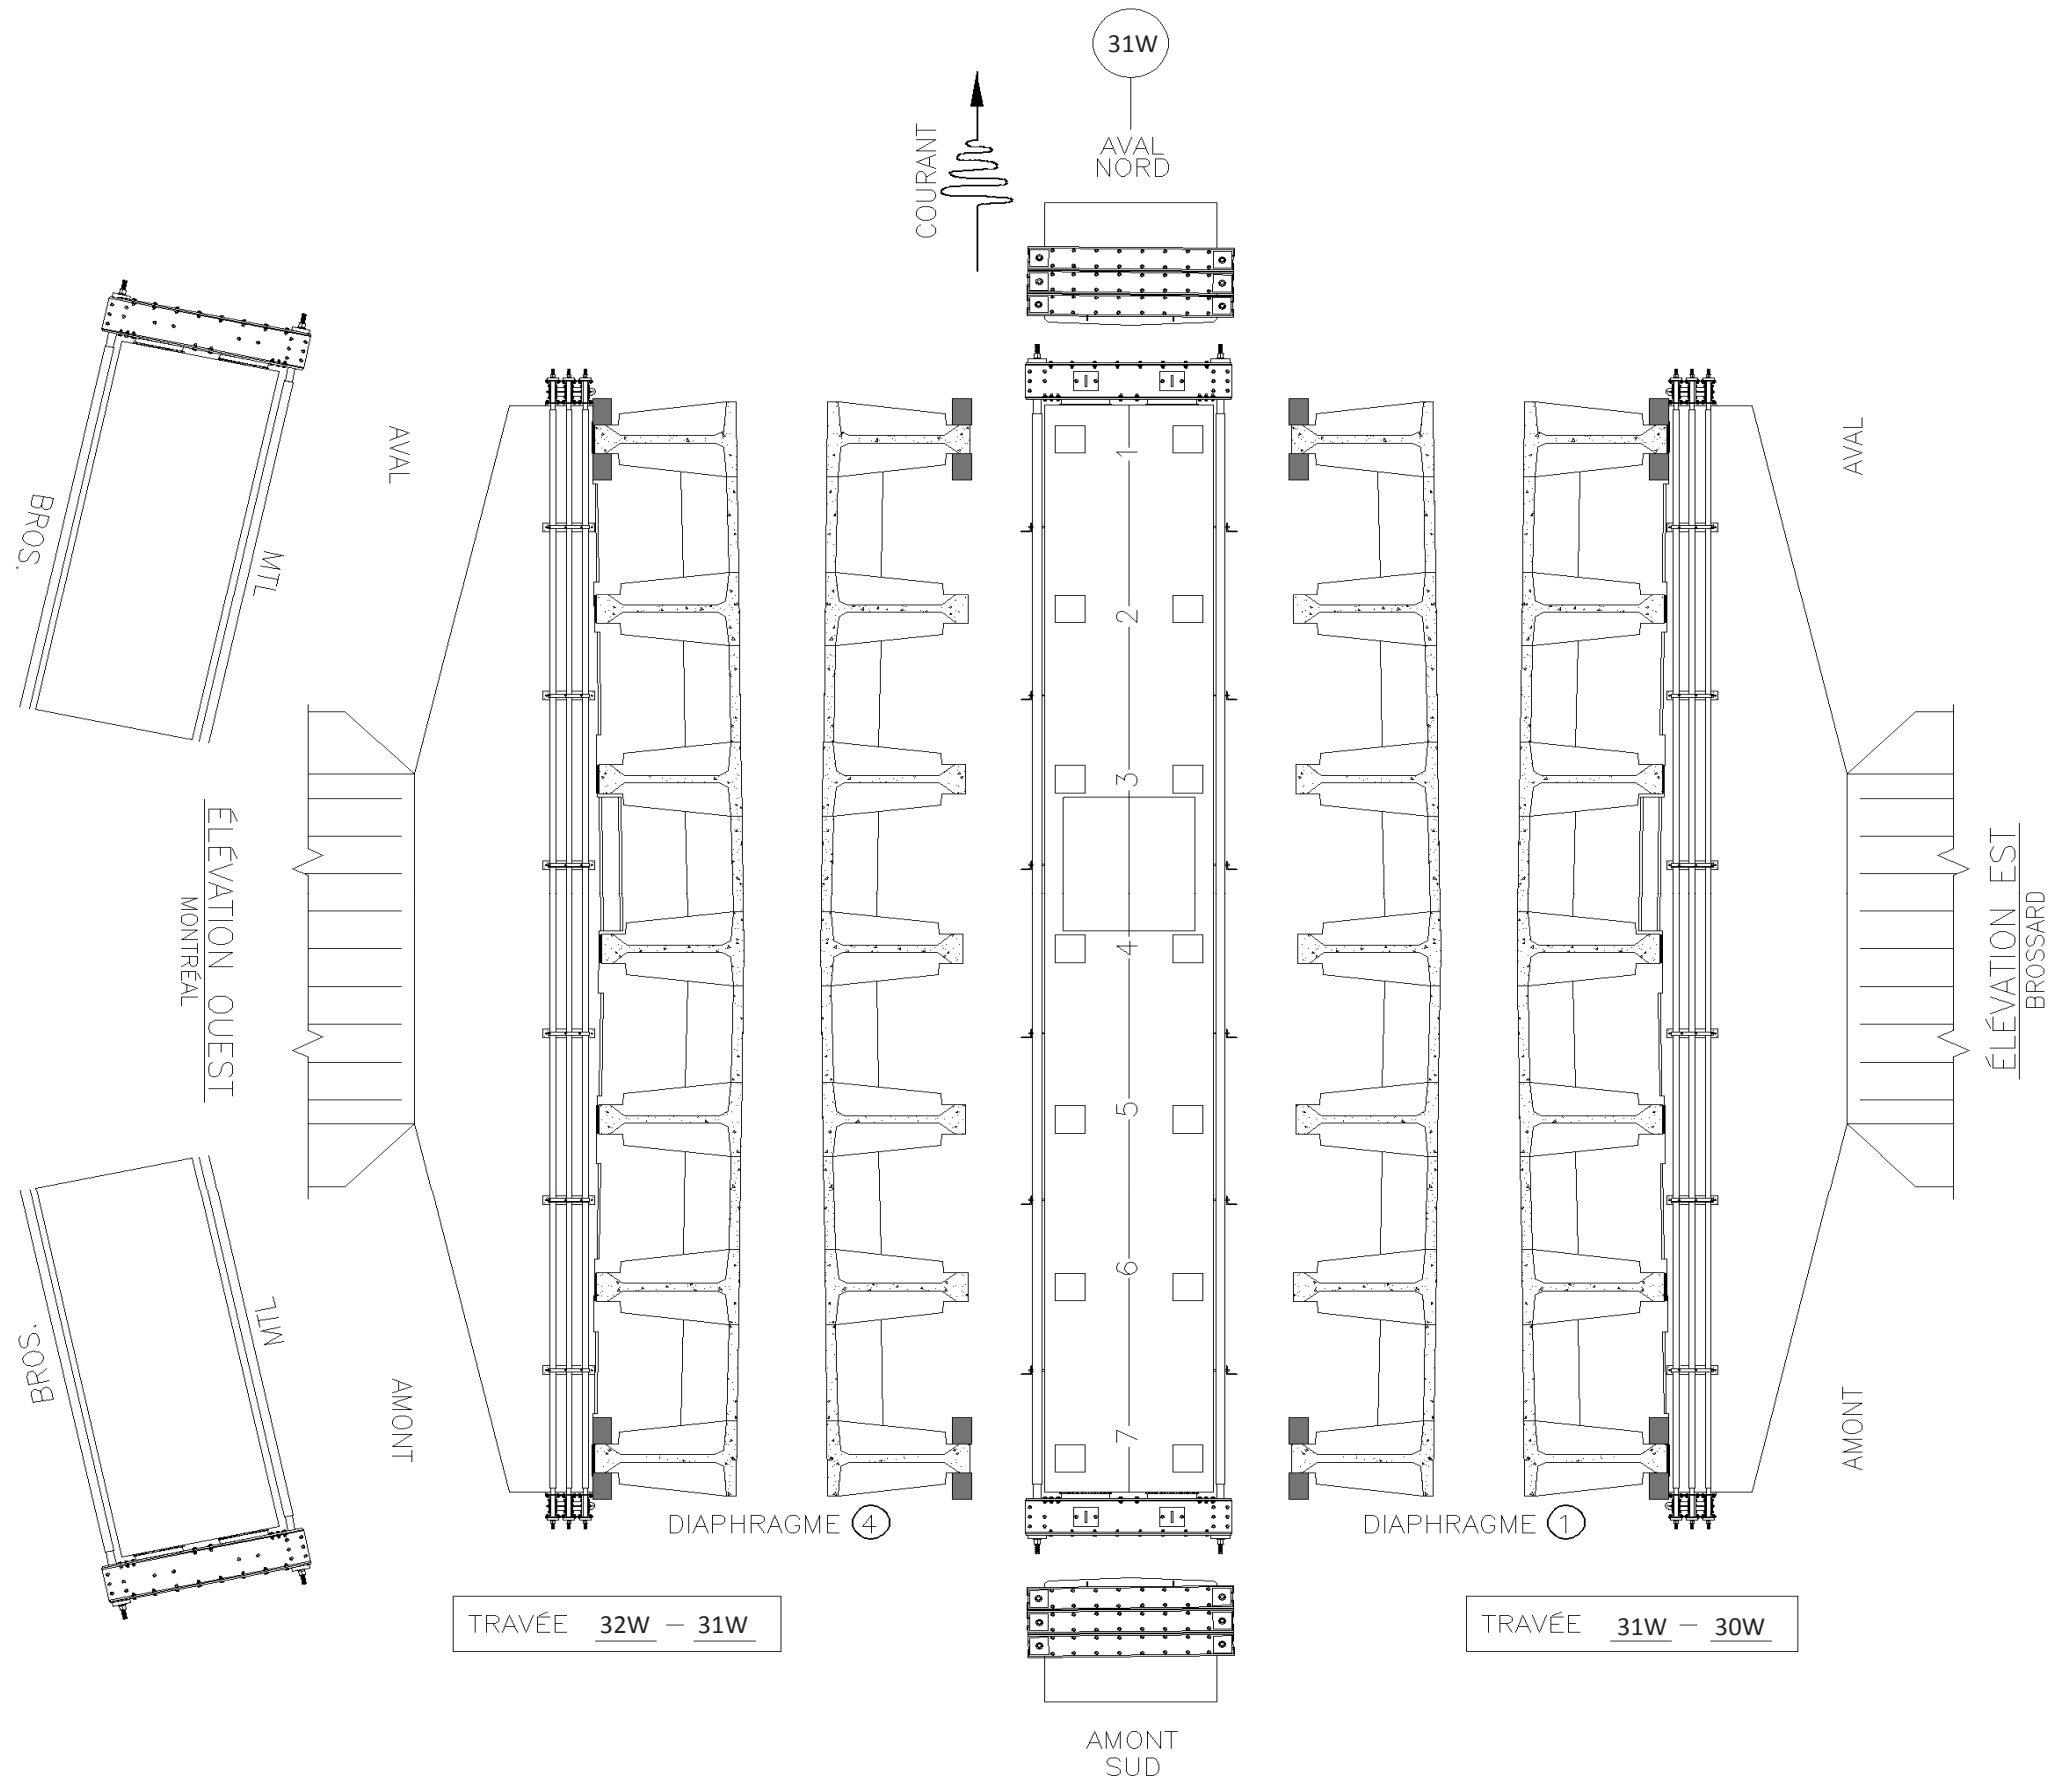 31W
COURANT
AVAL
NORD
AVAL
BROS.
MTL
ÉLÉVATION OUEST
MONTRÉAL
MTL
BROS.
AMONT
1
2
3
4
5
6
7
AVAL
ÉLÉVATION EST
BROSSARD
AMONT
DIAPHRAGME 4
DIAPHRAGME 1
TRAVÉE 32W – 31W
TRAVÉE 31W – 30W
AMONT
SUD